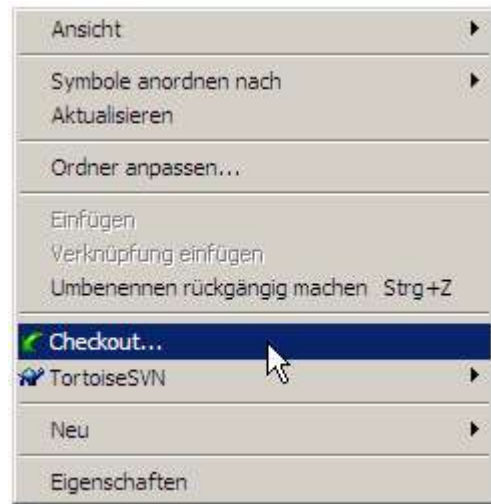 Ansicht
Symbole anordnen nach
Aktualisieren
Ordner anpassen...
Einfügen
Verknüpfung einfügen
Umbenennen rückgängig machen Strg+Z
Checkout...
TortoiseSVN
Neu
Eigenschaften